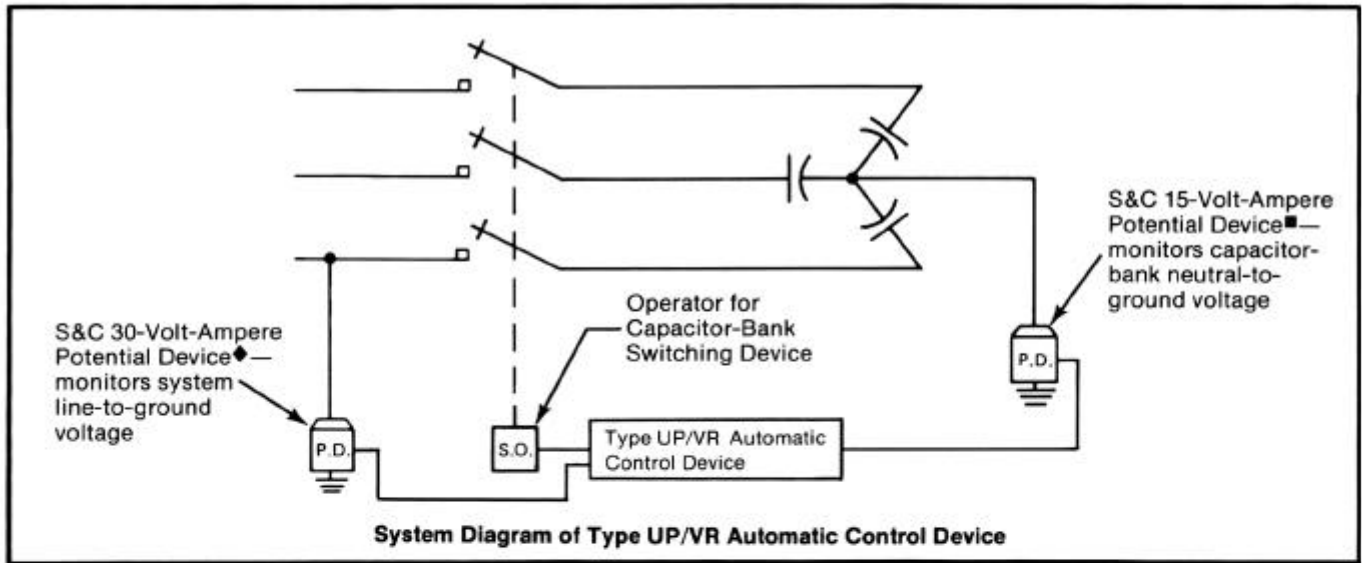 S&C 15-Volt-Ampere
Potential Device■—
monitors capacitor-
bank neutral-to-
ground voltage
Operator for
Capacitor-Bank
Switching Device
S&C 30-Volt-Ampere
Potential Device◆—
monitors system
line-to-ground
voltage
P.D.
P.D.
S.O.
Type UP/VR Automatic
Control Device
System Diagram of Type UP/VR Automatic Control Device